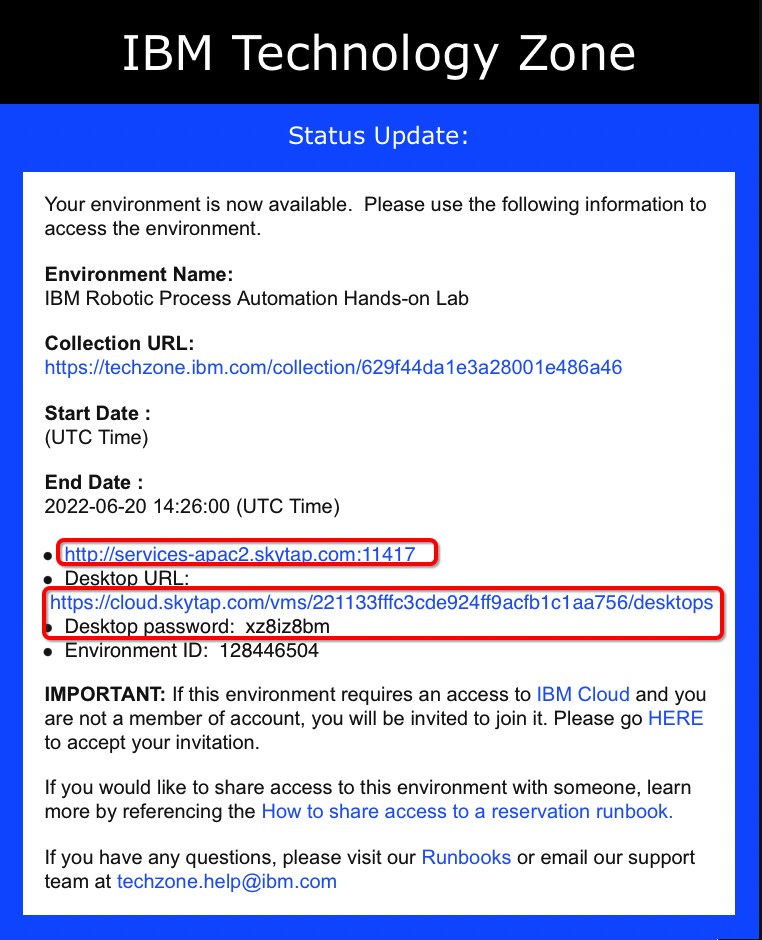 IBM Technology Zone
Status Update:
Your environment is now available.  Please use the following information to
access the environment.
Environment Name:
IBM Robotic Process Automation Hands-on Lab
Collection URL:
https://techzone.ibm.com/collection/629f44da1e3a28001e486a46
Start Date :
(UTC Time)
End Date :
2022-06-20 14:26:00 (UTC Time)
● http://services-apac2.skytap.com:11417
● Desktop URL:
https://cloud.skytap.com/vms/221133fffc3cde924ff9acfb1c1aa756/desktops
● Desktop password:  xz8iz8bm
● Environment ID:  128446504
IMPORTANT: If this environment requires an access to IBM Cloud and you
are not a member of account, you will be invited to join it. Please go HERE
to accept your invitation.
If you would like to share access to this environment with someone, learn
more by referencing the How to share access to a reservation runbook.
If you have any questions, please visit our Runbooks or email our support
team at techzone.help@ibm.com